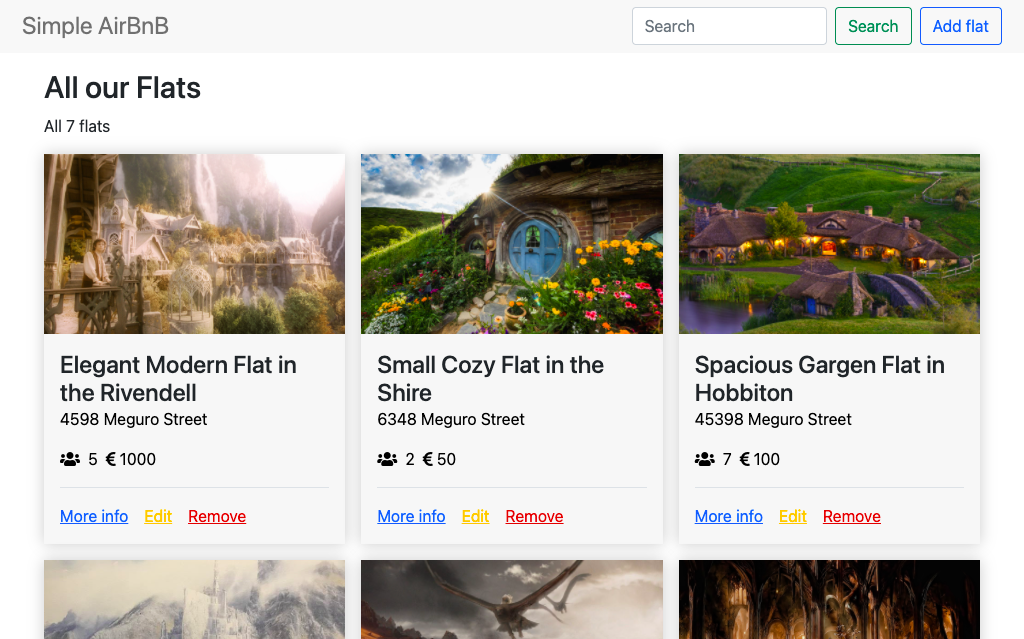 Simple AirBnB
Search
Search
Add flat
All our Flats
All 7 flats
Elegant Modern Flat in
the Rivendell
4598 Meguro Street
5 € 1000
More info Edit Remove
Small Cozy Flat in the
Shire
6348 Meguro Street
2 € 50
More info Edit Remove
Spacious Gargen Flat in
Hobbiton
45398 Meguro Street
7 € 100
More info Edit Remove